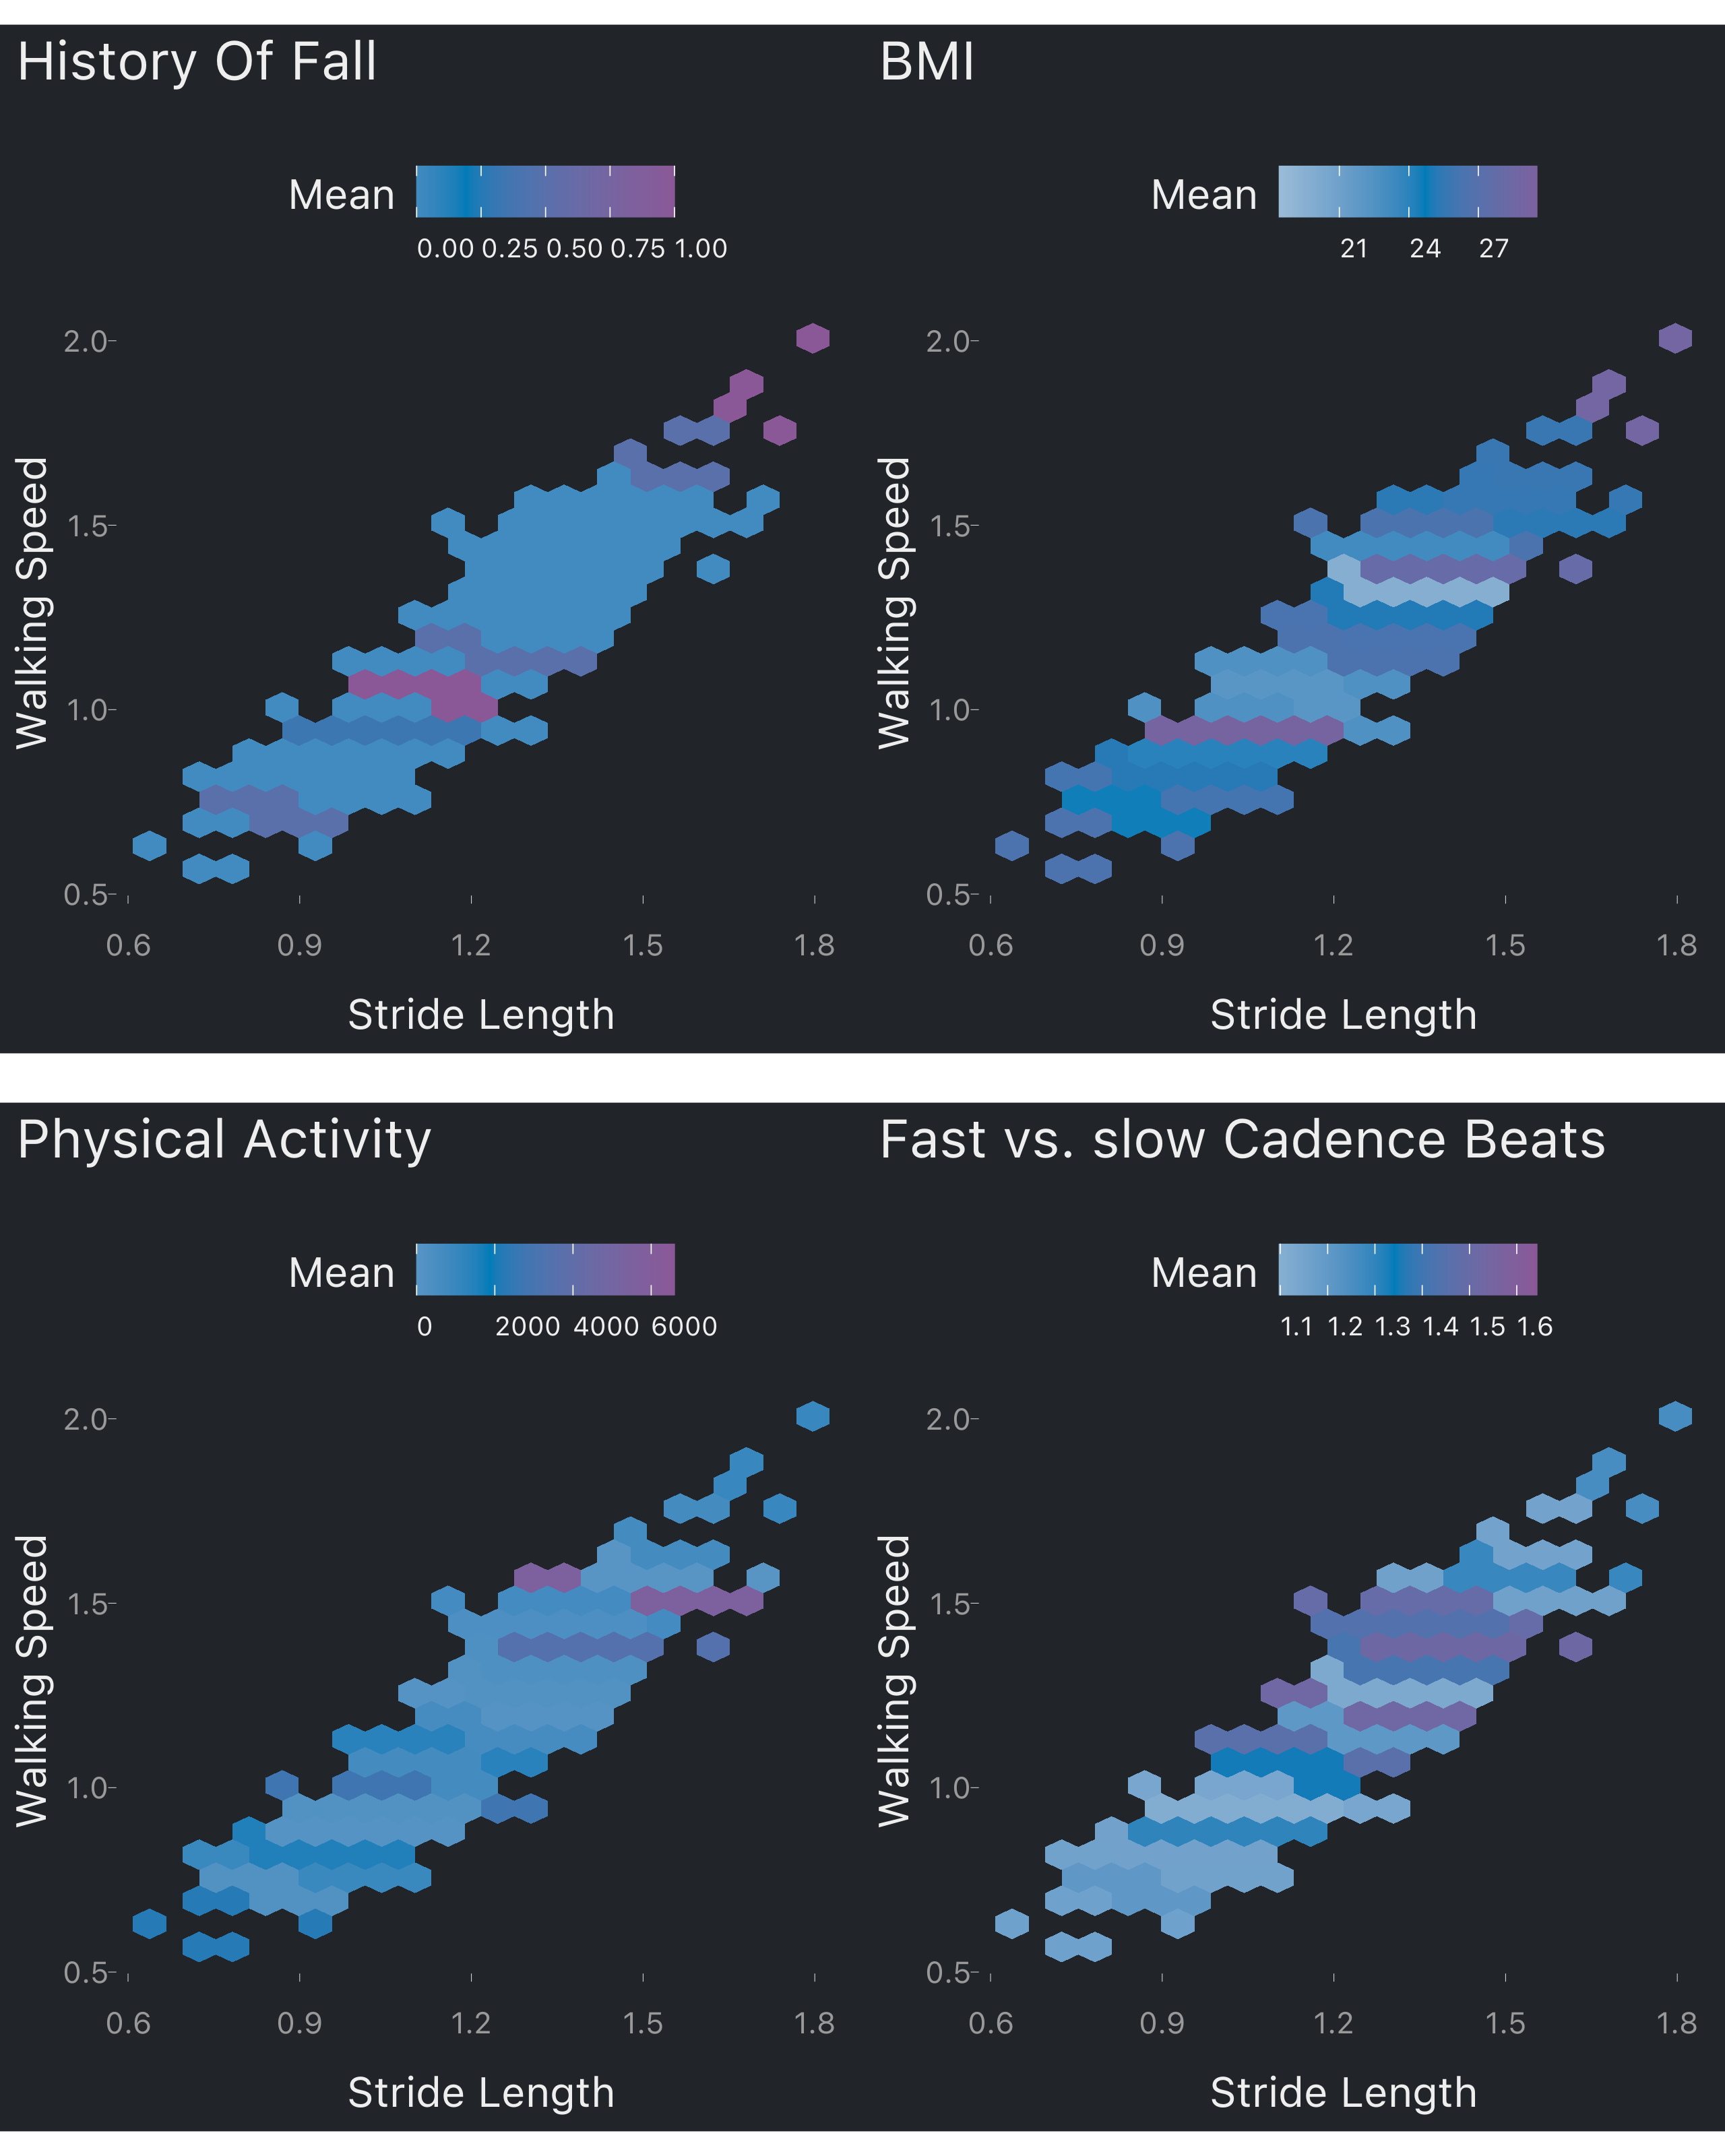 History Of Fall
Mean
0.00 0.25 0.50 0.75 1.00
Walking Speed
2.0
1.5
1.0
0.5
0.6 0.9 1.2 1.5 1.8
Stride Length
BMI
Mean
21 24 27
Walking Speed
2.0
1.5
1.0
0.5
0.6 0.9 1.2 1.5 1.8
Stride Length
Physical Activity
Mean
0 2000 4000 6000
Walking Speed
2.0
1.5
1.0
0.5
0.6 0.9 1.2 1.5 1.8
Stride Length
Fast vs. slow Cadence Beats
Mean
1.1 1.2 1.3 1.4 1.5 1.6
Walking Speed
2.0
1.5
1.0
0.5
0.6 0.9 1.2 1.5 1.8
Stride Length